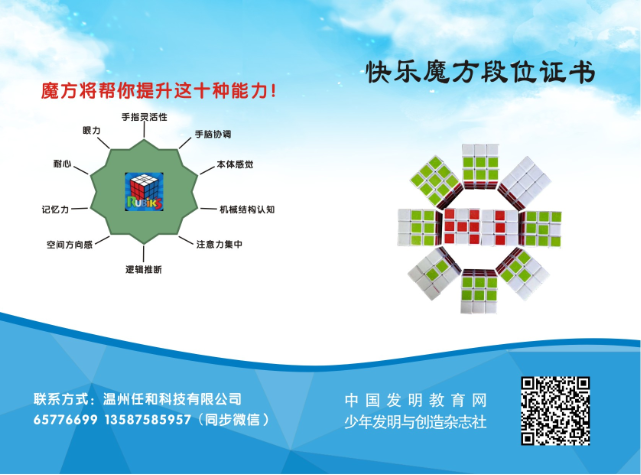 魔方将帮你提升这十种能力！
手指灵活性
眼力
手脑协调
耐心
本体感觉
记忆力
机械结构认知
空间方向感
注意力集中
逻辑推断
RUBIKS
联系方式：温州任和科技有限公司
65776699 13587585957（同步微信）
快乐魔方段位证书
中国发明教育网
少年发明与创造杂志社